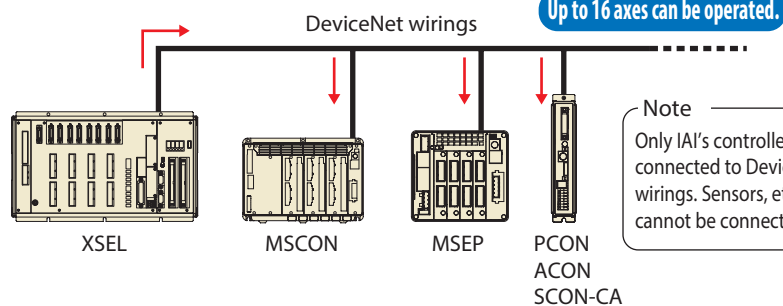 Up to 16 axes can be operated.
DeviceNet wirings
Note
Only IAI's controlle
connected to Devic
wirings. Sensors, e
cannot be connect
XSEL
MSCON
MSEP
PCON
ACON
SCON-CA